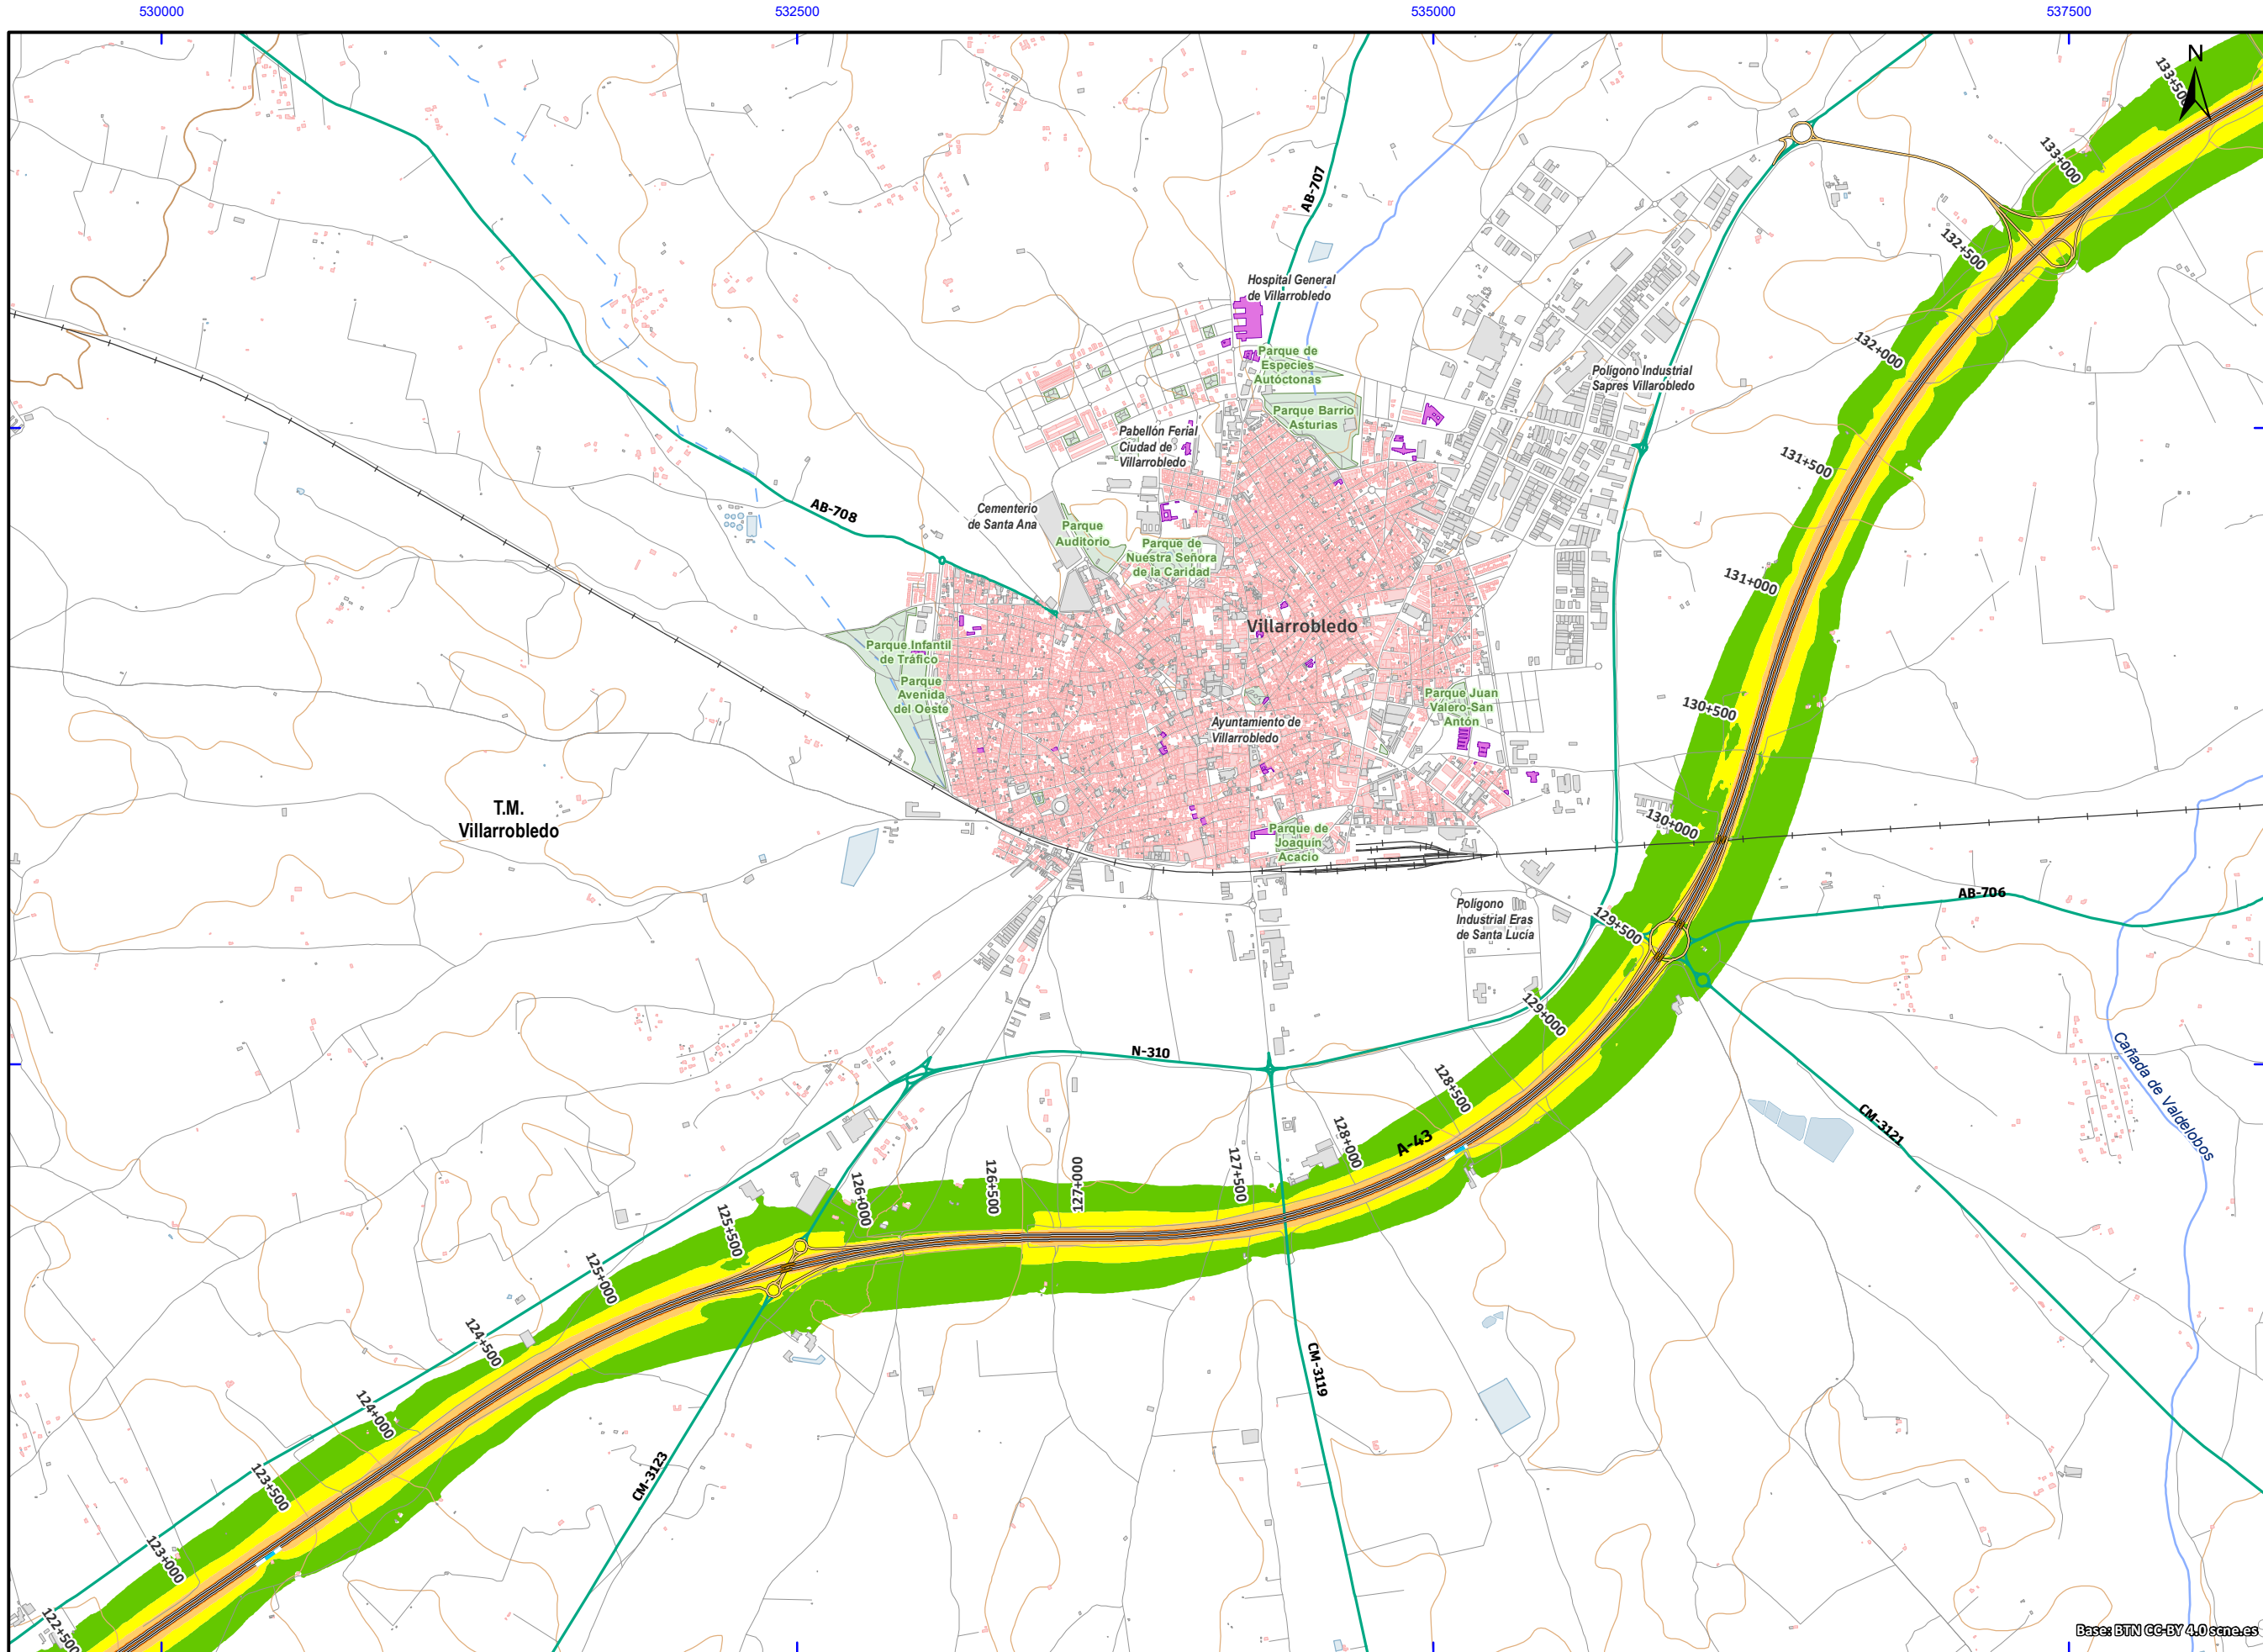 530000
532500
535000
537500
N
133+500
133+000
132+500
132+000
131+500
131+000
130+500
130+000
129+500
129+000
128+500
128+000
127+500
127+000
126+500
126+000
125+500
125+000
124+500
124+000
123+500
123+000
122+500
AB-707
AB-708
AB-706
N-310
A-43
CM-3121
CM-3119
CM-3123
Hospital General
de Villarrobledo
Parque de
Especies
Autóctonas
Parque Barrio
Asturias
Polígono Industrial
Sapres Villarobledo
Pabellón Ferial
Ciudad de
Villarrobledo
Cementerio
de Santa Ana
Parque
Auditorio
Parque de
Nuestra Señora
de la Caridad
Villarrobledo
Parque Infantil
de Tráfico
Parque
Avenida
del Oeste
Parque Juan
Valero-San
Antón
Ayuntamiento de
Villarrobledo
T.M.
Villarrobledo
Parque de
Joaquín
Acacio
Polígono
Industrial Eras
de Santa Lucía
Cañada de Valdelobos
Base: BTN CC-BY 4.0 scne.es